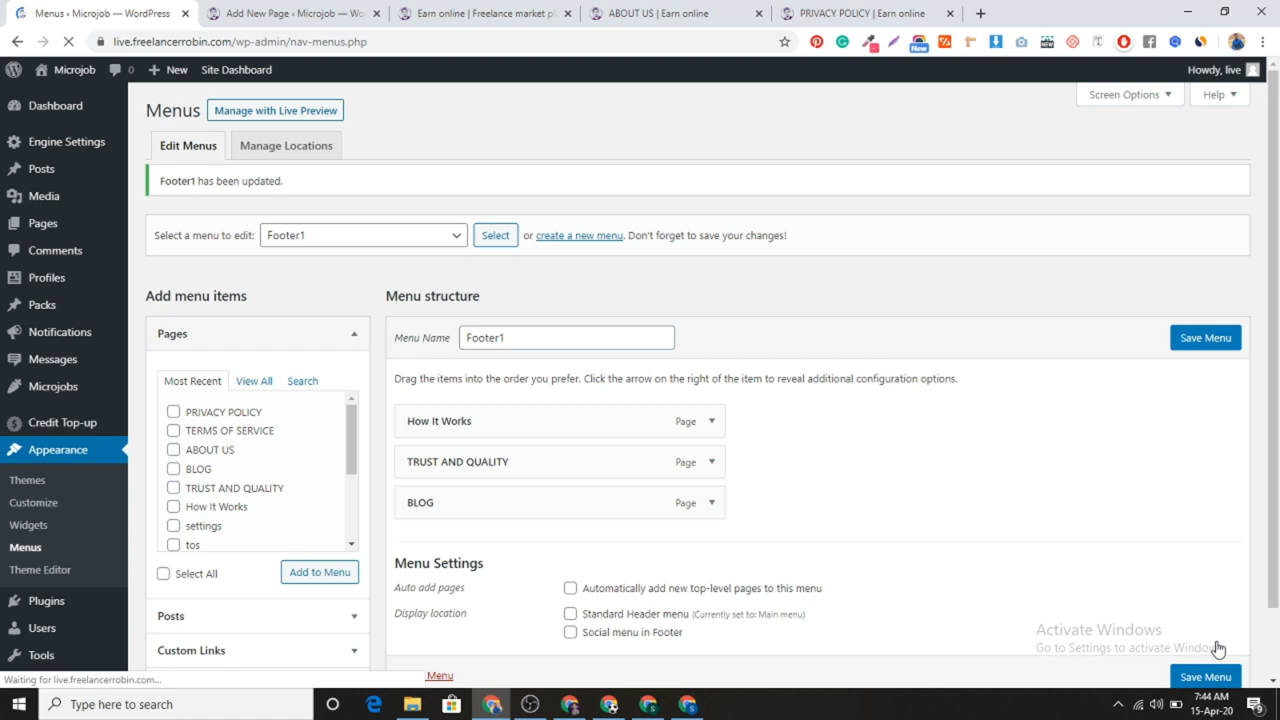 Menus < Microjob — WordPress
Add New Page < Microjob — Wo
Earn online | Freelance market pl
ABOUT US | Earn online
PRIVACY POLICY | Earn online
live.freelancerobin.com/wp-admin/nav-menus.php
New
Microjob
0
New
Site Dashboard
Howdy, live
Dashboard
Engine Settings
Posts
Media
Pages
Comments
Profiles
Packs
Notifications
Messages
Microjobs
Credit Top-up
Appearance
Themes
Customize
Widgets
Menus
Theme Editor
Plugins
Users
Tools
Menus
Manage with Live Preview
Screen Options
Help
Edit Menus
Manage Locations
Footer1 has been updated.
Select a menu to edit:
Footer1
Select
or create a new menu. Don't forget to save your changes!
Add menu items
Pages
Most Recent
View All
Search
PRIVACY POLICY
TERMS OF SERVICE
ABOUT US
BLOG
TRUST AND QUALITY
How It Works
settings
tos
Select All
Add to Menu
Posts
Custom Links
Menu structure
Menu Name
Footer1
Save Menu
Drag the items into the order you prefer. Click the arrow on the right of the item to reveal additional configuration options.
How It Works
Page
TRUST AND QUALITY
Page
BLOG
Page
Menu Settings
Auto add pages
Automatically add new top-level pages to this menu
Display location
Standard Header menu (Currently set to: Main menu)
Social menu in Footer
Menu
Save Menu
Activate Windows
Go to Settings to activate Windo
Waiting for live.freelancerrobin.com...
Type here to search
7:44 AM
15-Apr-20
9